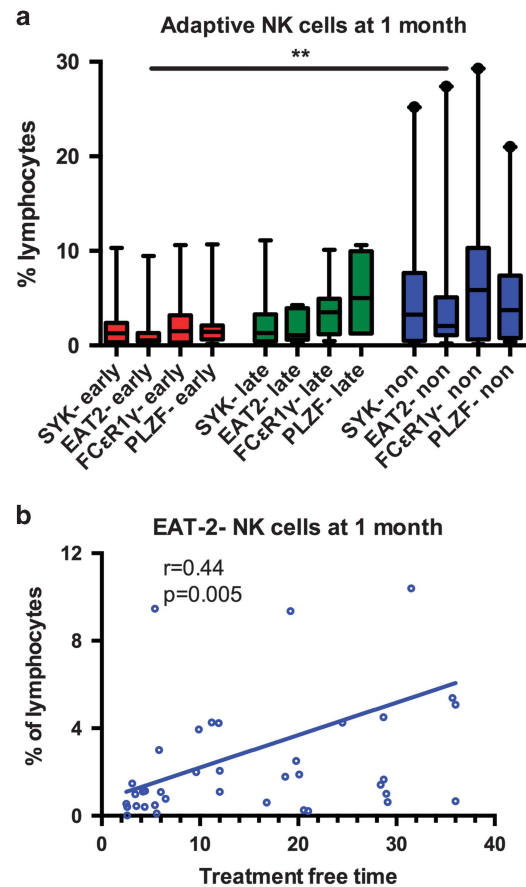 a
Adaptive NK cells at 1 month
**
% lymphocytes
30
20
10
0
SYK- early
EAT2- early
FCεR1γ- early
PLZF- early
SYK- late
EAT2- late
FCεR1γ- late
PLZF- late
SYK- non
EAT2- non
FCεR1γ- non
PLZF- non
b
EAT-2- NK cells at 1 month
r=0.44
p=0.005
% of lymphocytes
12
8
4
0
0 10 20 30 40
Treatment free time